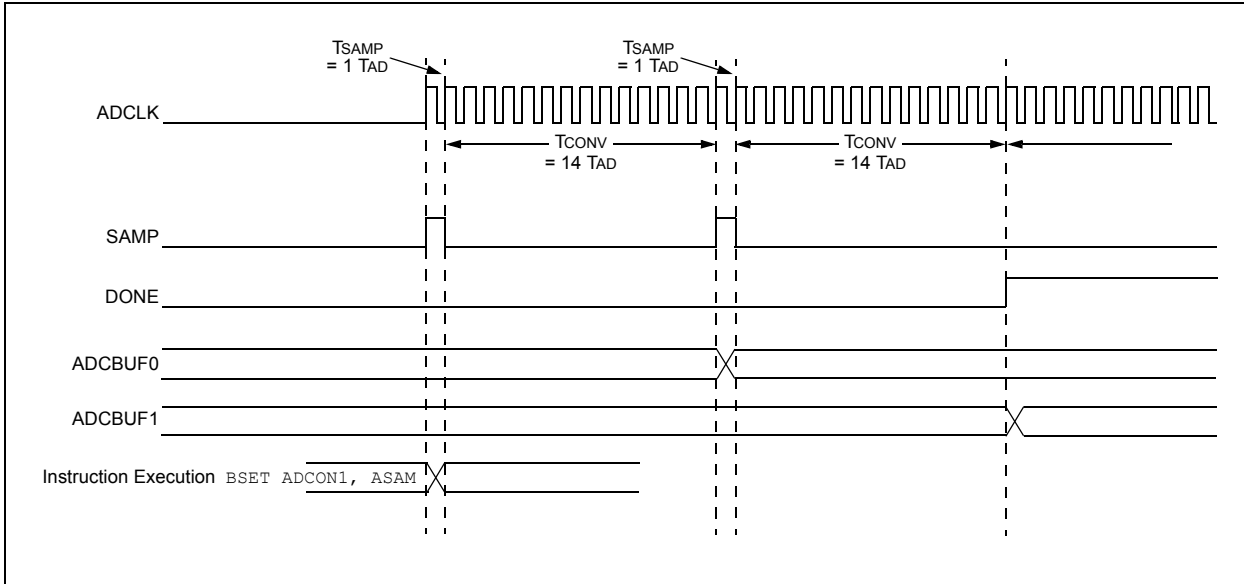 TSAMP
= 1 TAD
TSAMP
= 1 TAD
ADCLK
TCONV
= 14 TAD
TCONV
= 14 TAD
SAMP
DONE
ADCBUF0
ADCBUF1
Instruction Execution BSET ADCON1, ASAM